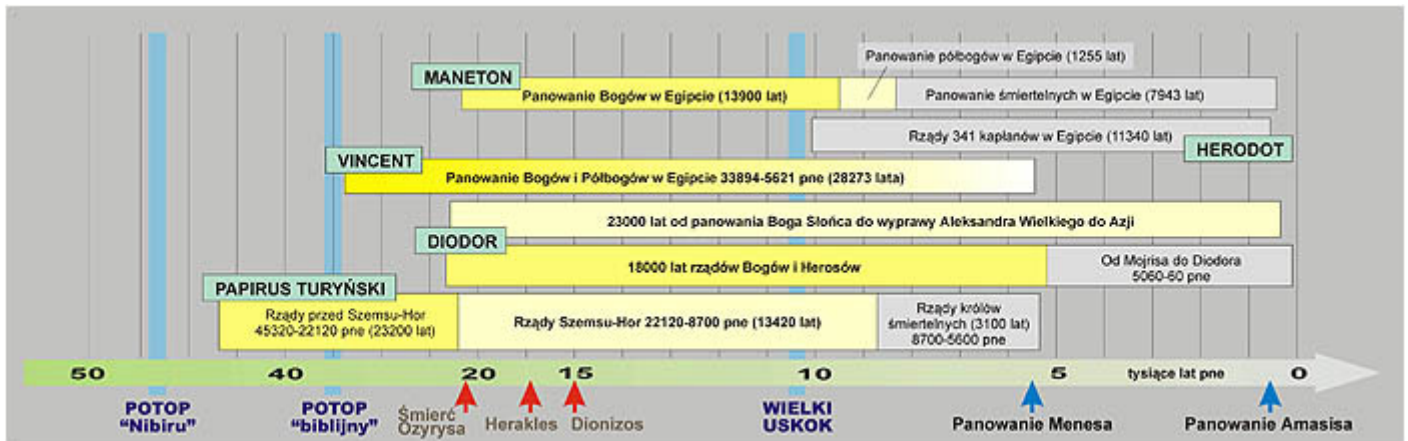 Panowanie półbogów w Egipcie (1255 lat)
MANETON
Panowanie Bogów w Egipcie (13900 lat)
Panowanie śmiertelnych w Egipcie (7943 lat)
Rządy 341 kapłanów w Egipcie (11340 lat)
HERODOT
VINCENT
Panowanie Bogów i Półbogów w Egipcie 33894-5621 pne (28273 lata)
23000 lat od panowania Boga Słońca do wyprawy Aleksandra Wielkiego do Azji
DIODOR
18000 lat rządów Bogów i Herosów
Od Mojrisa do Diodora
5060-60 pne
PAPIRUS TURYŃSKI
Rządy przed Szemsu-Hor
45320-22120 pne (23200 lat)
Rządy Szemsu-Hor 22120-8700 pne (13420 lat)
Rządy królów
śmiertelnych (3100 lat)
8700-5600 pne
50 40 20 15 10 5 tysiące lat pne 0
POTOP
"Nibiru"
POTOP
"biblijny"
Śmierć
Ozyrysa
Herakles
Dionizos
WIELKI
USKOK
Panowanie Menesa
Panowanie Amasisa